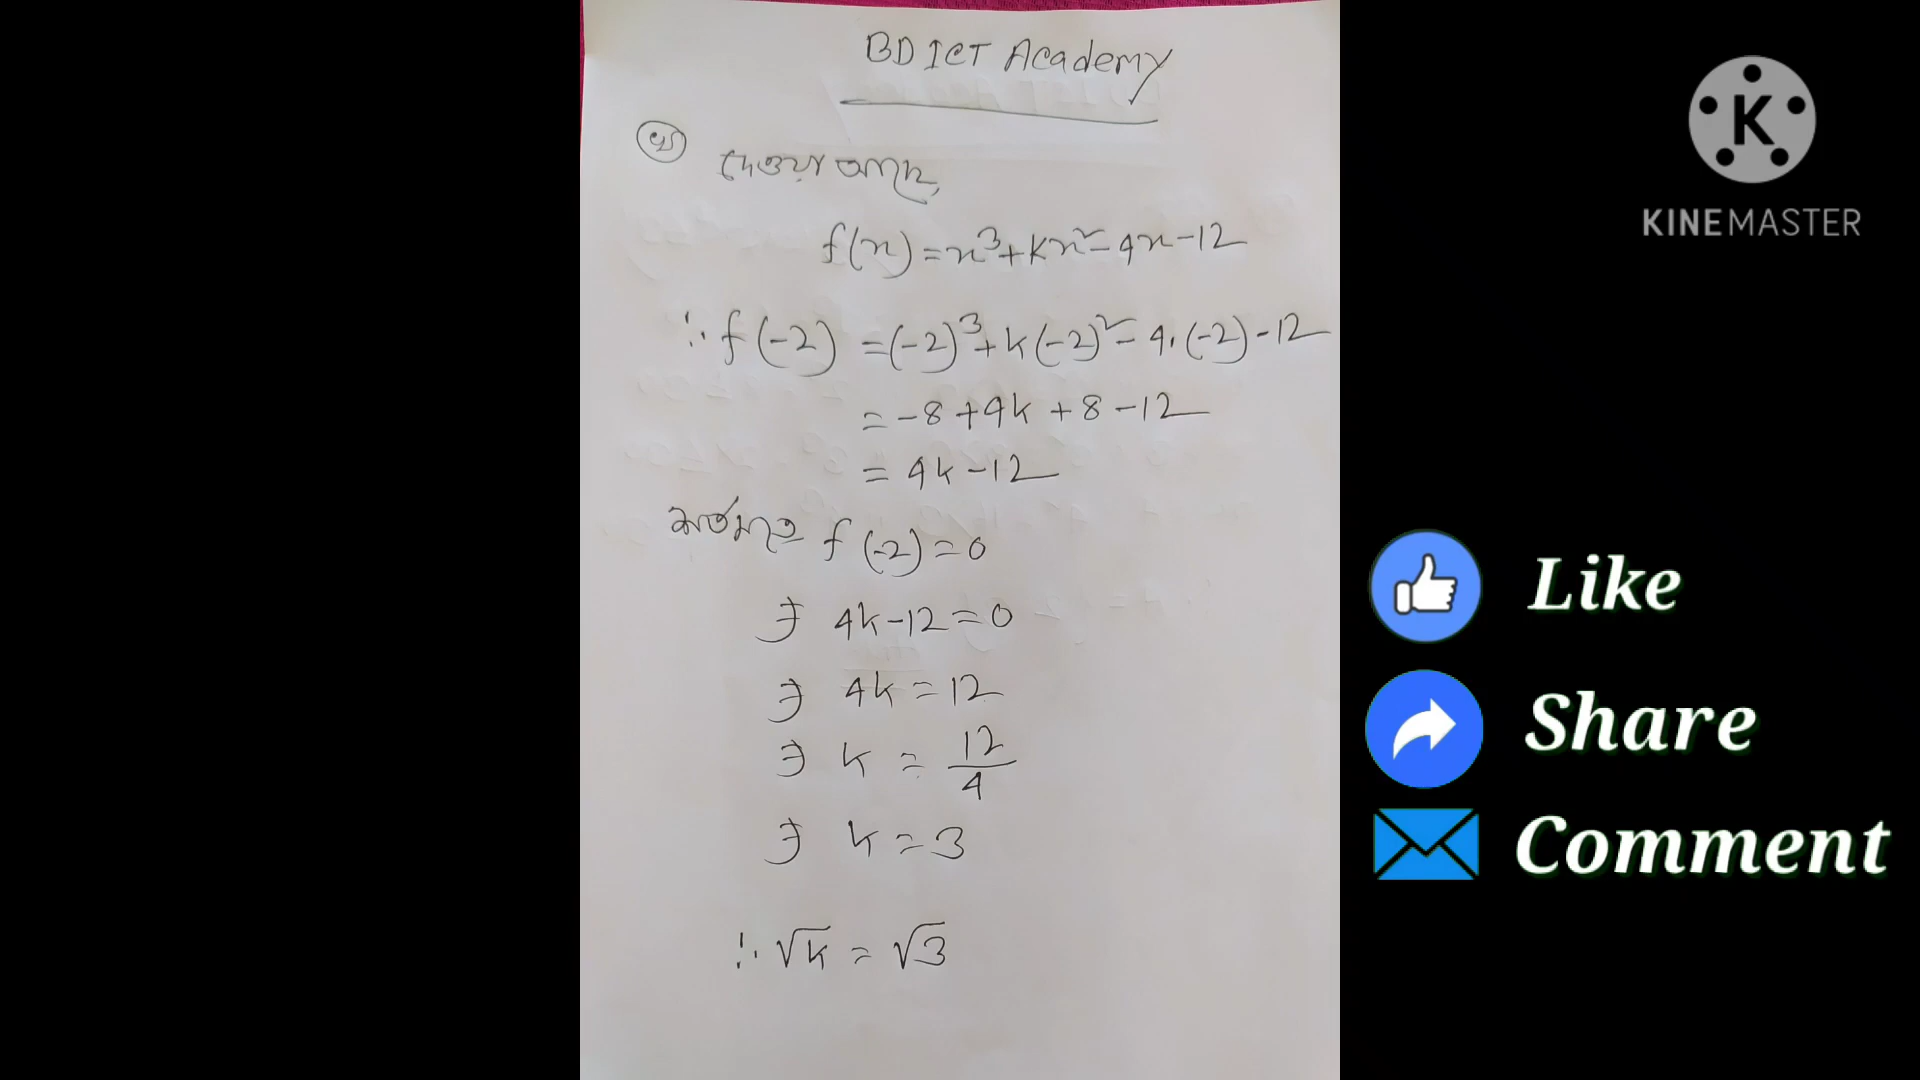 BD ICT Academy
খ
দেওয়া আছে,
f(x) = x³ + kx² - 4x - 12
∴ f(-2) = (-2)³ + k(-2)² - 4.(-2) - 12
= -8 + 4k + 8 - 12
= 4k - 12
শর্তমতে f(-2) = 0
⇒ 4k - 12 = 0
⇒ 4k = 12
⇒ k = 12/4
⇒ k = 3
∴ √k = √3
K
KINEMASTER
Like
Share
Comment